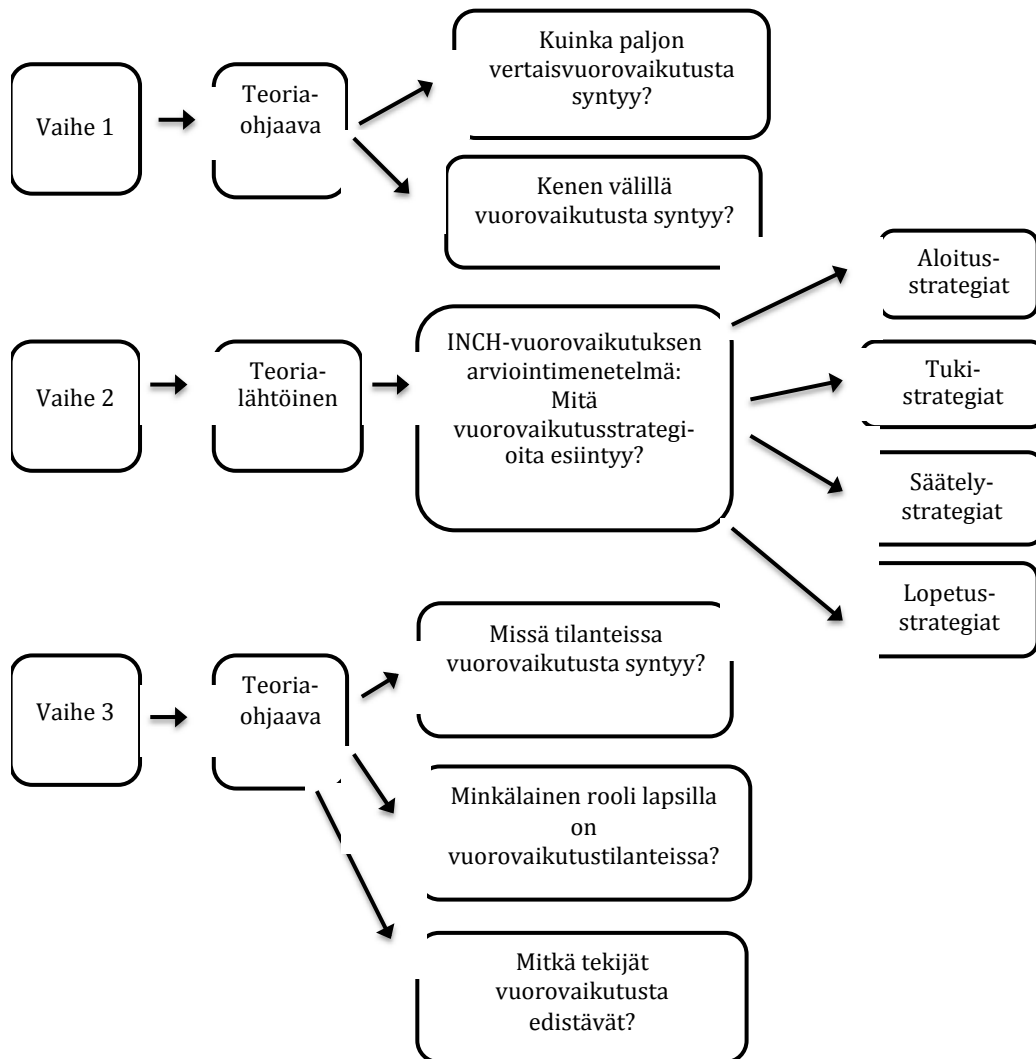 Vaihe 1
Teoria-
ohjaava
Kuinka paljon
vertaisvuorovaikutusta
syntyy?
Kenen välillä
vuorovaikutusta syntyy?
Vaihe 2
Teoria-
lähtöinen
INCH-vuorovaikutuksen
arviointimenetelmä:
Mitä
vuorovaikutusstrategi-
oita esiintyy?
Aloitus-
strategiat
Tuki-
strategiat
Säätely-
strategiat
Lopetus-
strategiat
Vaihe 3
Teoria-
ohjaava
Missä tilanteissa
vuorovaikutusta syntyy?
Minkälainen rooli lapsilla
on
vuorovaikutustilanteissa?
Mitkä tekijät
vuorovaikutusta
edistävät?